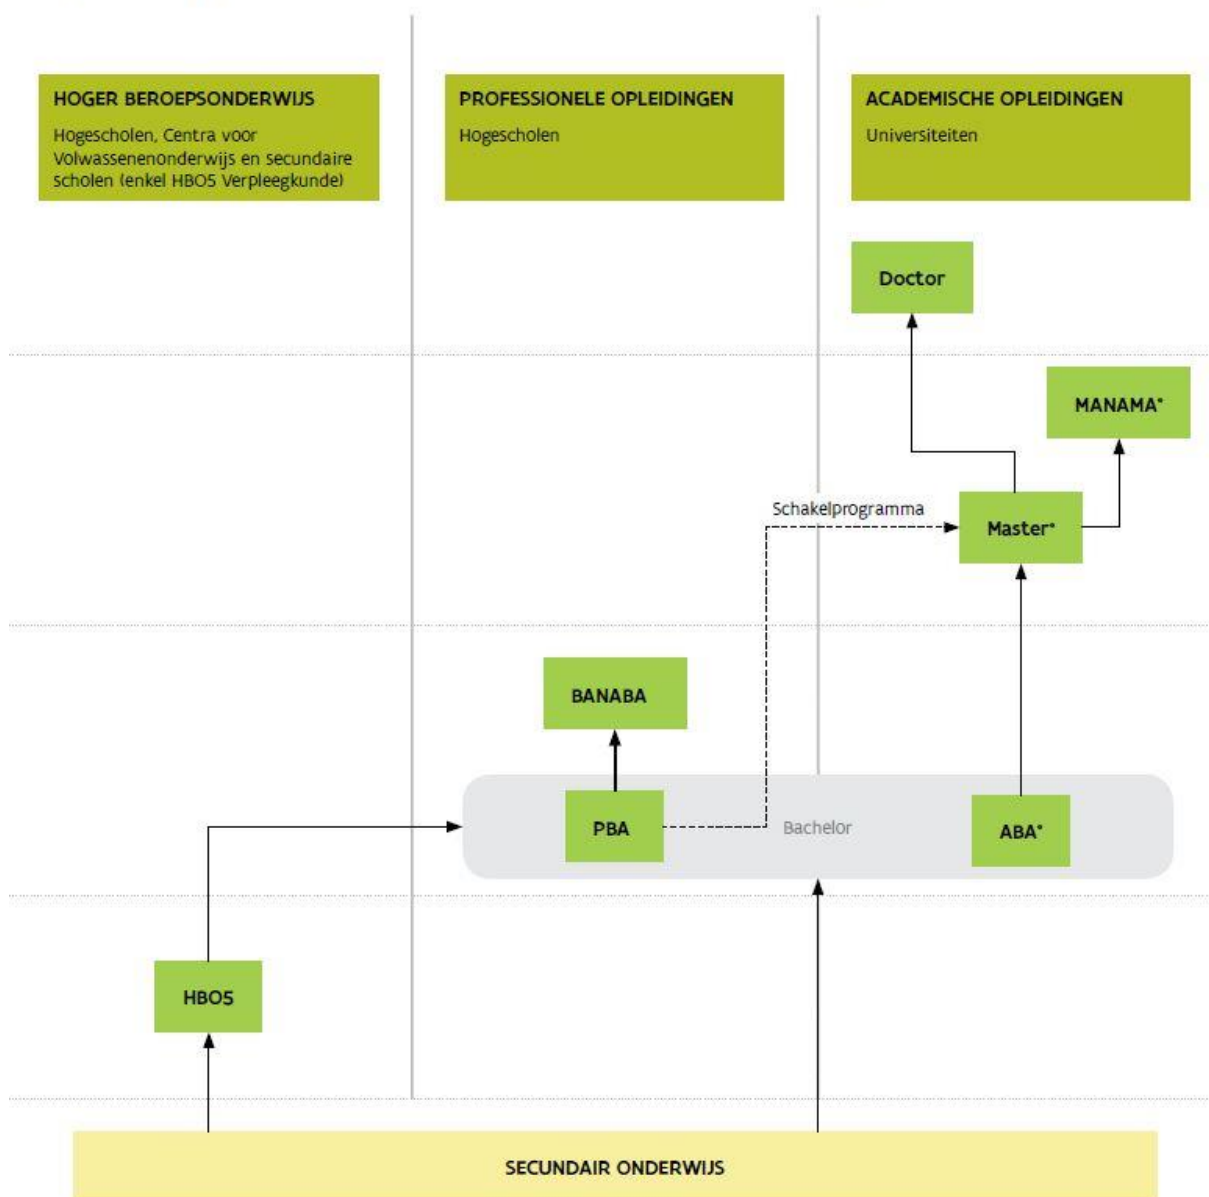 HOGER BEROEPSONDERWIJS
Hogescholen, Centra voor
Volwassenenonderwijs en secundaire
scholen (enkel HBO5 Verpleegkunde)
PROFESSIONELE OPLEIDINGEN
Hogescholen
ACADEMISCHE OPLEIDINGEN
Universiteiten
Doctor
MANAMA*
Schakelprogramma
Master*
BANABA
PBA
Bachelor
ABA*
HBO5
SECUNDAIR ONDERWIJS